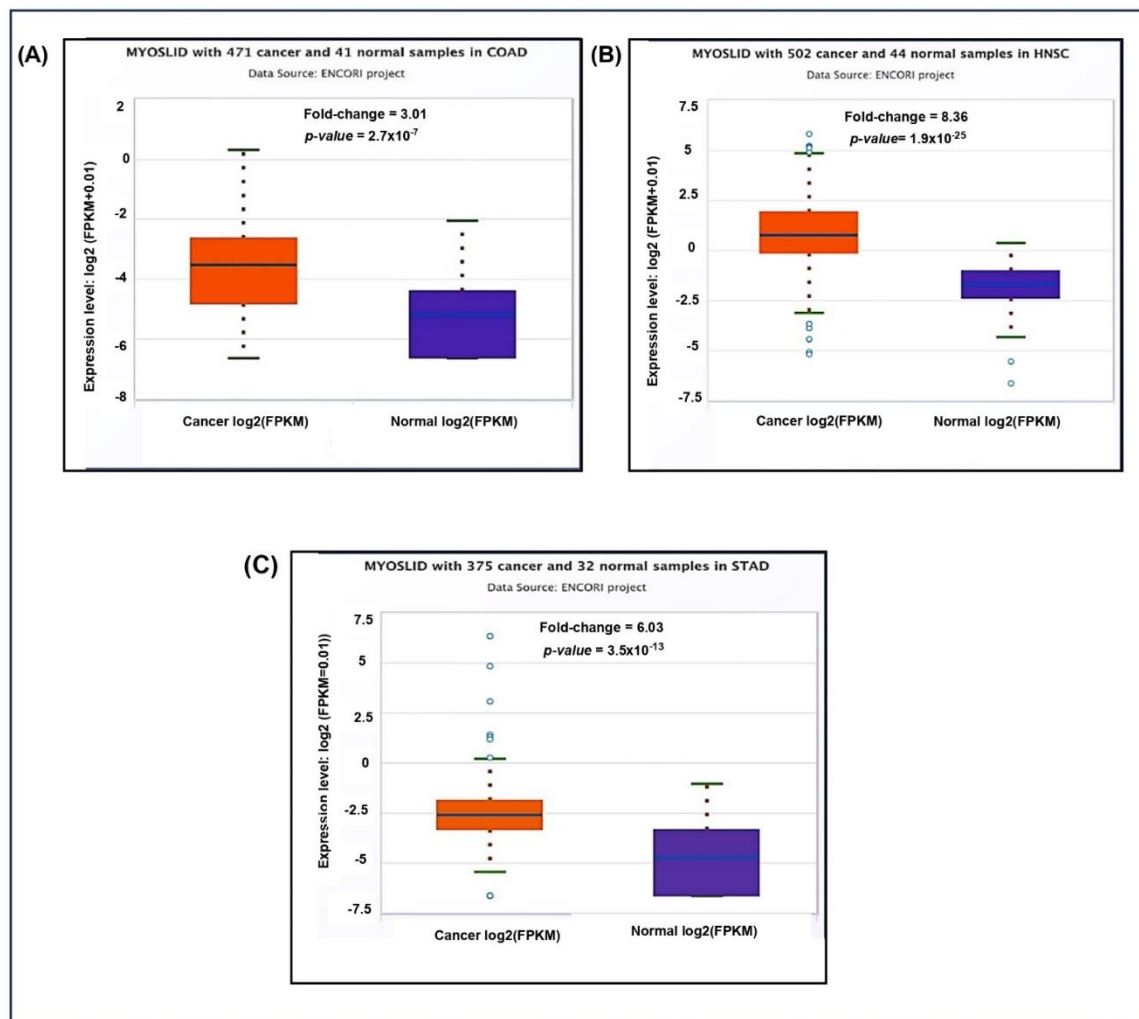 (A)
MYOSLID with 471 cancer and 41 normal samples in COAD
Data Source: ENCORI project
Fold-change = 3.01
p-value = 2.7x10-7
Expression level: log2 (FPKM+0.01)
2
0
-2
-4
-6
-8
Cancer log2(FPKM)
Normal log2(FPKM)
(B)
MYOSLID with 502 cancer and 44 normal samples in HNSC
Data Source: ENCORI project
Fold-change = 8.36
p-value= 1.9x10-25
Expression level: log2 (FPKM+0.01)
7.5
5
2.5
0
-2.5
-5
-7.5
Cancer log2(FPKM)
Normal log2(FPKM)
(C)
MYOSLID with 375 cancer and 32 normal samples in STAD
Data Source: ENCORI project
Fold-change = 6.03
p-value = 3.5x10-13
Expression level: log2 (FPKM=0.01))
7.5
5
2.5
0
-2.5
-5
-7.5
Cancer log2(FPKM)
Normal log2(FPKM)